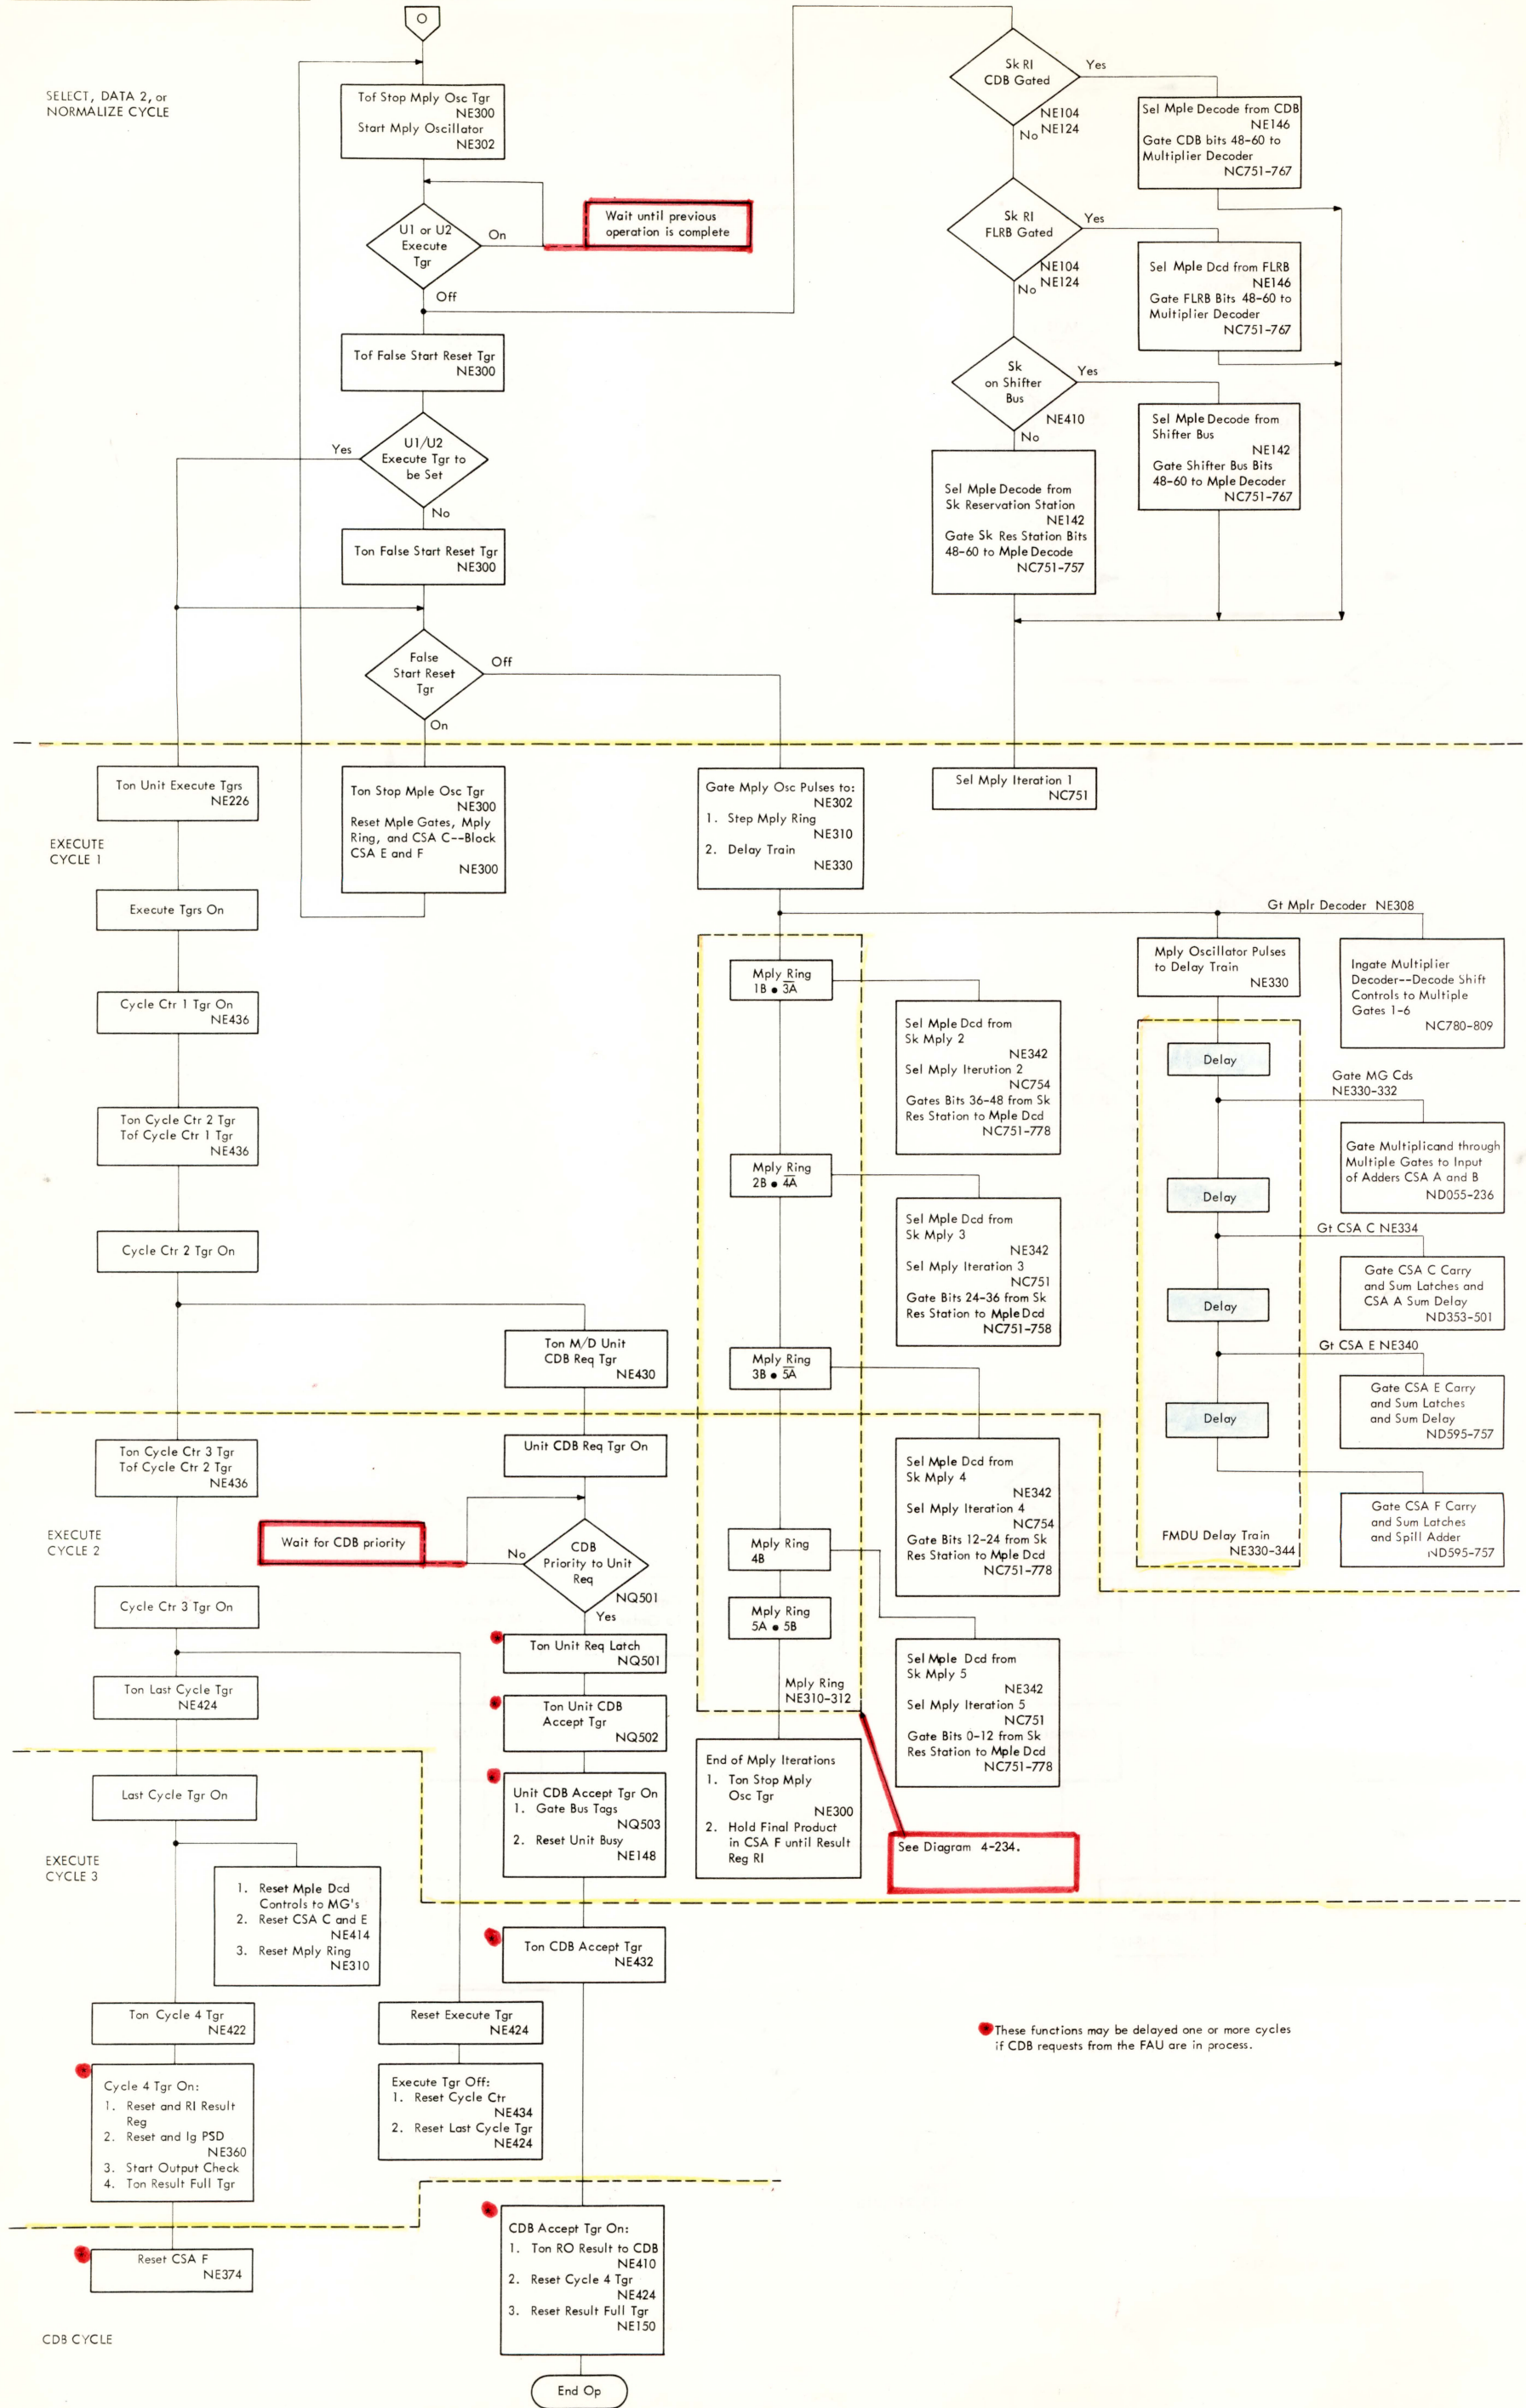 O
SELECT, DATA 2, or
NORMALIZE CYCLE
Tof Stop Mply Osc Tgr
NE300
Start Mply Oscillator
NE302
U1 or U2
Execute
Tgr
On
Off
Wait until previous
operation is complete
Tof False Start Reset Tgr
NE300
U1/U2
Execute Tgr to
be Set
Yes
No
Ton False Start Reset Tgr
NE300
False
Start Reset
Tgr
Off
On
Sk RI
CDB Gated
Yes
NE104
NE124
No
Sel Mple Decode from CDB
NE146
Gate CDB bits 48-60 to
Multiplier Decoder
NC751-767
Sk RI
FLRB Gated
Yes
NE104
NE124
No
Sel Mple Dcd from FLRB
NE146
Gate FLRB Bits 48-60 to
Multiplier Decoder
NC751-767
Sk
on Shifter
Bus
Yes
NE410
No
Sel Mple Decode from
Shifter Bus
NE142
Gate Shifter Bus Bits
48-60 to Mple Decoder
NC751-767
Sel Mple Decode from
Sk Reservation Station
NE142
Gate Sk Res Station Bits
48-60 to Mple Decode
NC751-757
EXECUTE
CYCLE 1
Ton Unit Execute Tgrs
NE226
Execute Tgrs On
Cycle Ctr 1 Tgr On
NE436
Ton Cycle Ctr 2 Tgr
Tof Cycle Ctr 1 Tgr
NE436
Cycle Ctr 2 Tgr On
Ton Stop Mple Osc Tgr
NE300
Reset Mple Gates, Mply
Ring, and CSA C--Block
CSA E and F
NE300
Gate Mply Osc Pulses to:
NE302
1. Step Mply Ring
NE310
2. Delay Train
NE330
Sel Mply Iteration 1
NC751
Gt Mplr Decoder NE308
Mply Ring
1B • 3A
Sel Mple Dcd from
Sk Mply 2
NE342
Sel Mply Iterution 2
NC754
Gates Bits 36-48 from Sk
Res Station to Mple Dcd
NC751-778
Mply Ring
2B • 4A
Sel Mple Dcd from
Sk Mply 3
NE342
Sel Mply Iteration 3
NC751
Gate Bits 24-36 from Sk
Res Station to Mple Dcd
NC751-758
Mply Ring
3B • 5A
Mply Oscillator Pulses
to Delay Train
NE330
Ingate Multiplier
Decoder--Decode Shift
Controls to Multiple
Gates 1-6
NC780-809
Delay
Gate MG Cds
NE330-332
Gate Multiplicand through
Multiple Gates to Input
of Adders CSA A and B
ND055-236
Delay
Gt CSA C NE334
Gate CSA C Carry
and Sum Latches and
CSA A Sum Delay
ND353-501
Delay
Gt CSA E NE340
Gate CSA E Carry
and Sum Latches
and Sum Delay
ND595-757
Delay
Gate CSA F Carry
and Sum Latches
and Spill Adder
ND595-757
FMDU Delay Train
NE330-344
Ton M/D Unit
CDB Req Tgr
NE430
EXECUTE
CYCLE 2
Ton Cycle Ctr 3 Tgr
Tof Cycle Ctr 2 Tgr
NE436
Cycle Ctr 3 Tgr On
Ton Last Cycle Tgr
NE424
Unit CDB Req Tgr On
Wait for CDB priority
No
CDB
Priority to Unit
Req
NQ501
Yes
Ton Unit Req Latch
NQ501
Ton Unit CDB
Accept Tgr
NQ502
Unit CDB Accept Tgr On
1. Gate Bus Tags
NQ503
2. Reset Unit Busy
NE148
Sel Mple Dcd from
Sk Mply 4
NE342
Sel Mply Iteration 4
NC754
Gate Bits 12-24 from Sk
Res Station to Mple Dcd
NC751-778
Mply Ring
4B
Mply Ring
5A • 5B
Mply Ring
NE310-312
Sel Mple Dcd from
Sk Mply 5
NE342
Sel Mply Iteration 5
NC751
Gate Bits 0-12 from Sk
Res Station to Mple Dcd
NC751-778
End of Mply Iterations
1. Ton Stop Mply
Osc Tgr
NE300
2. Hold Final Product
in CSA F until Result
Reg RI
See Diagram 4-234.
EXECUTE
CYCLE 3
Last Cycle Tgr On
1. Reset Mple Dcd
Controls to MG's
2. Reset CSA C and E
NE414
3. Reset Mply Ring
NE310
Ton Cycle 4 Tgr
NE422
Cycle 4 Tgr On:
1. Reset and RI Result
Reg
2. Reset and Ig PSD
NE360
3. Start Output Check
4. Ton Result Full Tgr
Reset Execute Tgr
NE424
Execute Tgr Off:
1. Reset Cycle Ctr
NE434
2. Reset Last Cycle Tgr
NE424
Ton CDB Accept Tgr
NE432
These functions may be delayed one or more cycles
if CDB requests from the FAU are in process.
Reset CSA F
NE374
CDB Accept Tgr On:
1. Ton RO Result to CDB
NE410
2. Reset Cycle 4 Tgr
NE424
3. Reset Result Full Tgr
NE150
CDB CYCLE
End Op